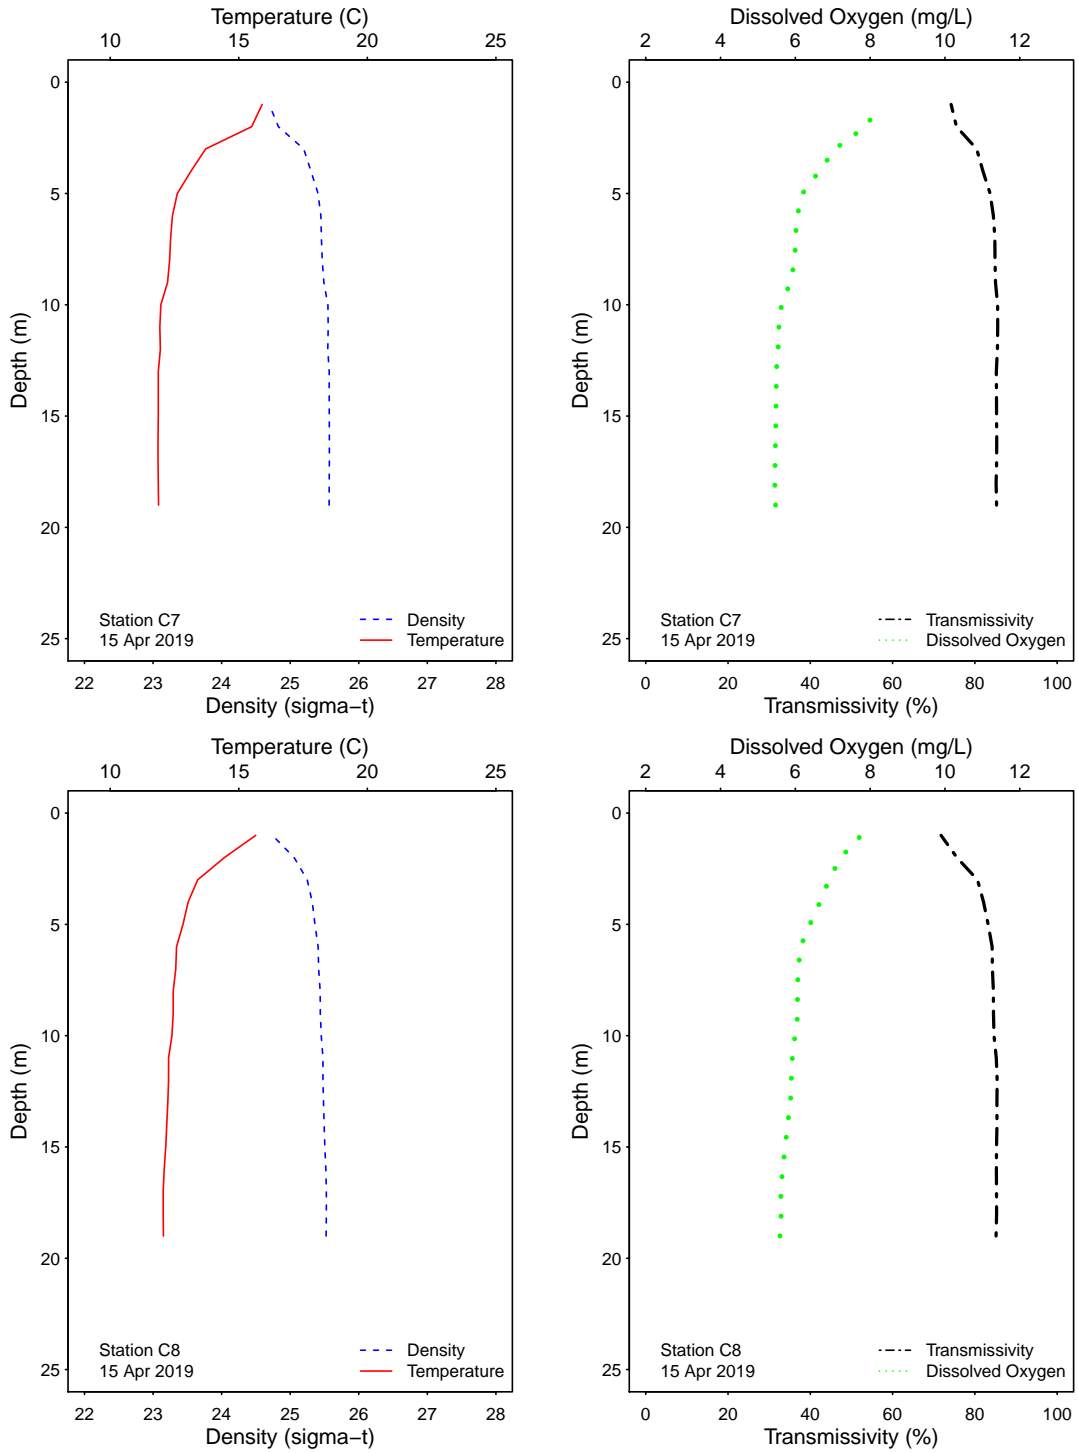 Temperature (C)
10 15 20 25
0
5
10
15
20
25
Depth (m)
Station C7
15 Apr 2019
Density
Temperature
22 23 24 25 26 27 28
Density (sigma−t)
Dissolved Oxygen (mg/L)
2 4 6 8 10 12
0
5
10
15
20
25
Depth (m)
Station C7
15 Apr 2019
Transmissivity
Dissolved Oxygen
0 20 40 60 80 100
Transmissivity (%)
Temperature (C)
10 15 20 25
0
5
10
15
20
25
Depth (m)
Station C8
15 Apr 2019
Density
Temperature
22 23 24 25 26 27 28
Density (sigma−t)
Dissolved Oxygen (mg/L)
2 4 6 8 10 12
0
5
10
15
20
25
Depth (m)
Station C8
15 Apr 2019
Transmissivity
Dissolved Oxygen
0 20 40 60 80 100
Transmissivity (%)